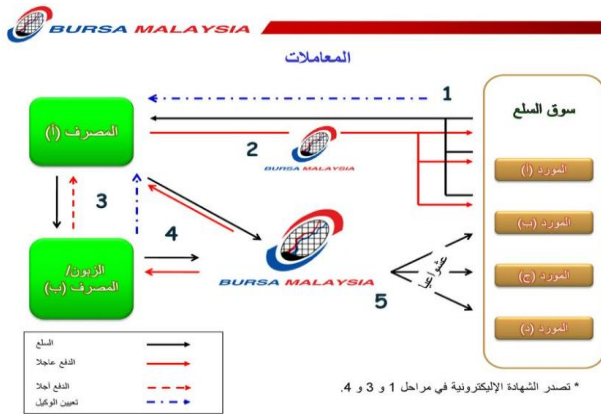 BURSA MALAYSIA
المعاملات
1
سوق السلع
المصرف (أ)
2
BURSA MALAYSIA
المورد (أ)
3
المورد (ب)
4
الزبون/
المصرف (ب)
BURSA MALAYSIA
عشوائيا
المورد (ج)
5
المورد (د)
السلع
الدفع عاجلا
الدفع آجلا
تعيين الوكيل
* تصدر الشهادة الإليكترونية في مراحل 1 و 3 و 4.